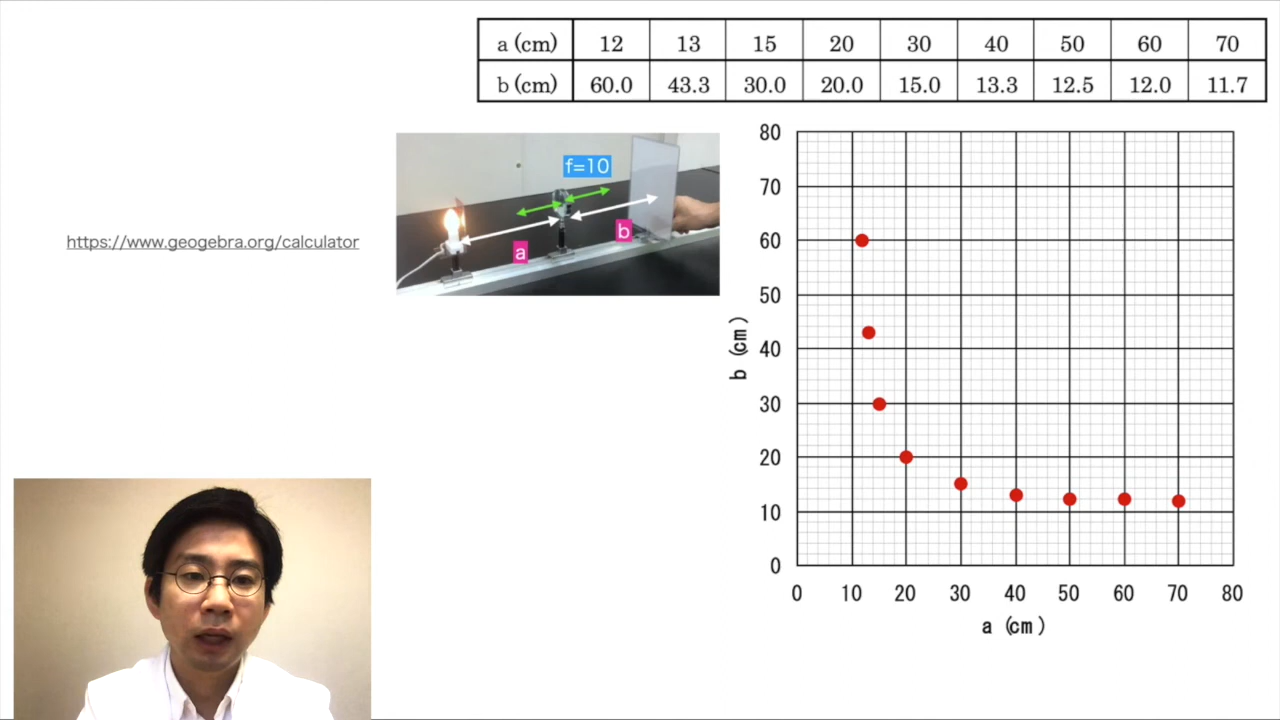 a (cm) 12 13 15 20 30 40 50 60 70
b (cm) 60.0 43.3 30.0 20.0 15.0 13.3 12.5 12.0 11.7
f=10
a
b
https://www.geogebra.org/calculator
80
70
60
50
40
30
20
10
0
b (cm)
0 10 20 30 40 50 60 70 80
a (cm)